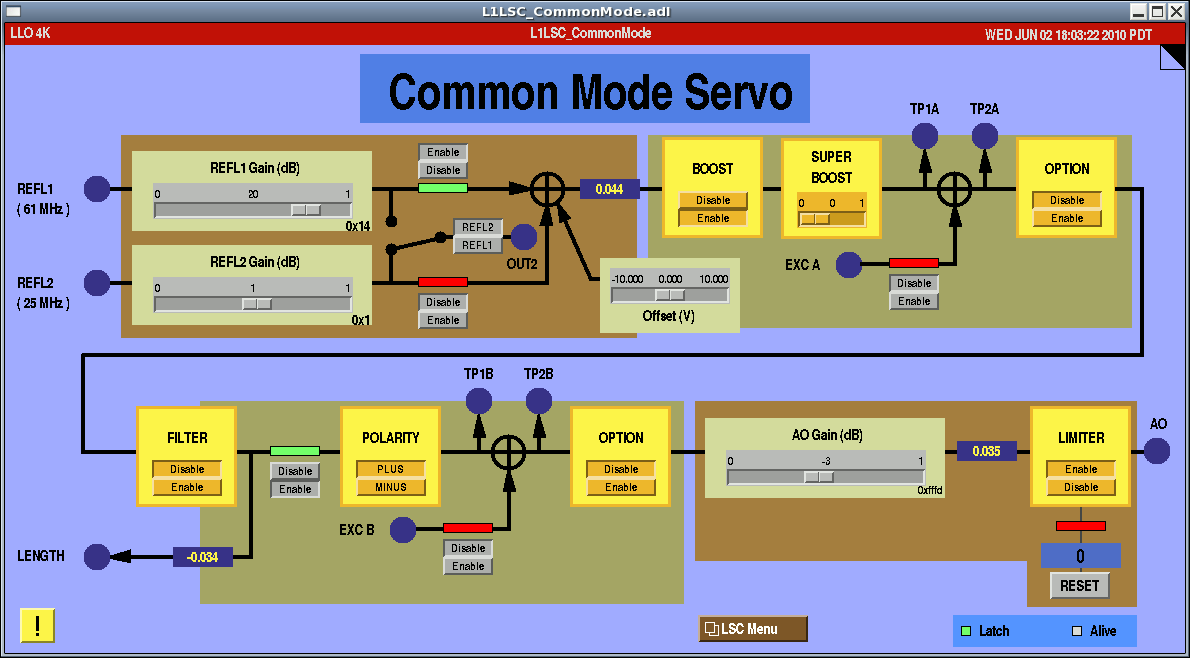 L1LSC_CommonMode.adl
LLO 4K L1LSC_CommonMode WED JUN 02 18:03:22 2010 PDT
Common Mode Servo
TP1A TP2A
REFL1 Gain (dB)
0 20 1
0x14
Enable
Disable
REFL1
( 61 MHz )
0.044
BOOST
Disable
Enable
SUPER
BOOST
0 0 1
OPTION
Disable
Enable
REFL2
REFL1
OUT2
REFL2 Gain (dB)
0 1 1
0x1
REFL2
( 25 MHz )
Disable
Enable
-10.000 0.000 10.000
Offset (V)
EXC A
Disable
Enable
TP1B TP2B
FILTER
Disable
Enable
Disable
Enable
POLARITY
PLUS
MINUS
OPTION
Disable
Enable
AO Gain (dB)
0 -3 1
0xfffd
0.035
LIMITER
Enable
Disable
AO
EXC B
Disable
Enable
LENGTH
-0.034
0
RESET
!
LSC Menu
Latch Alive